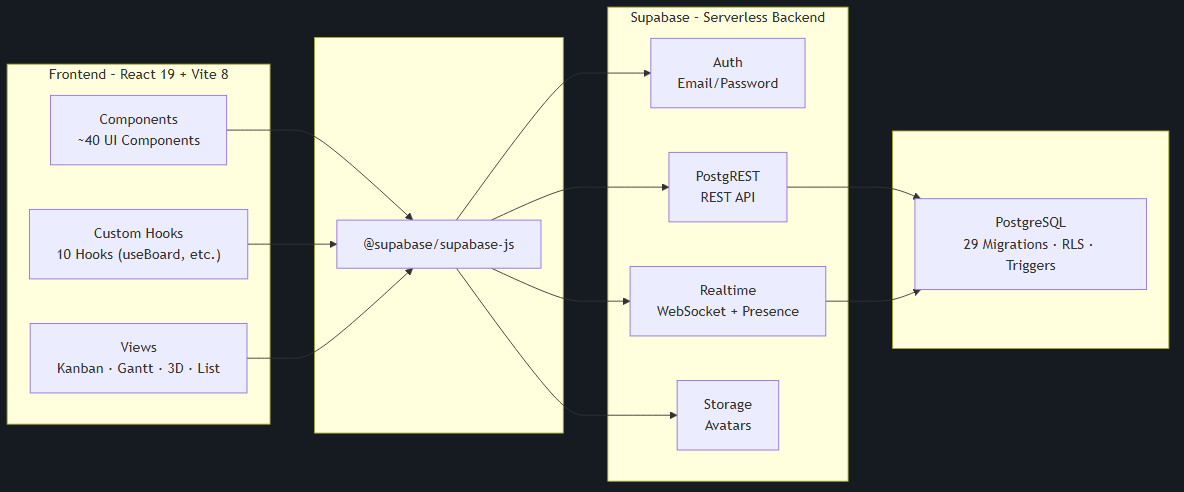 Frontend - React 19 + Vite 8
Components
~40 UI Components
Custom Hooks
10 Hooks (useBoard, etc.)
Views
Kanban · Gantt · 3D · List
@supabase/supabase-js
Supabase - Serverless Backend
Auth
Email/Password
PostgREST
REST API
Realtime
WebSocket + Presence
Storage
Avatars
PostgreSQL
29 Migrations · RLS ·
Triggers